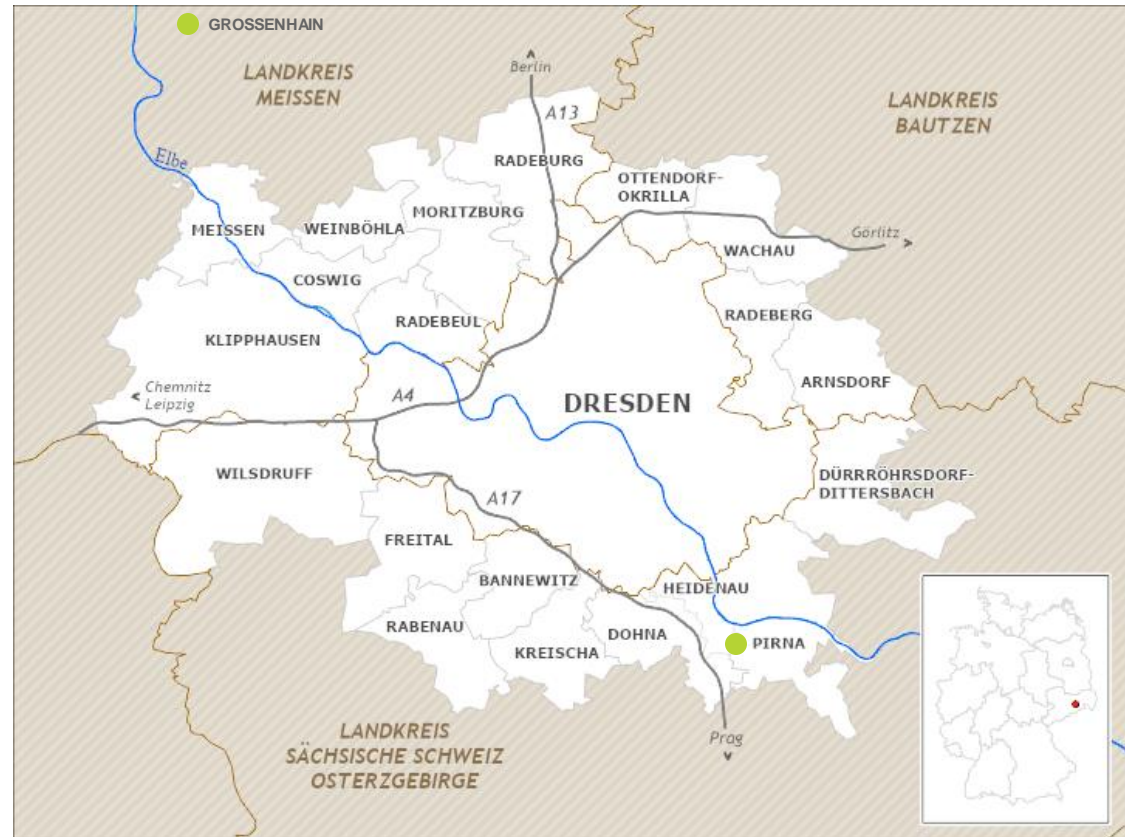 GROSSENHAIN
Berlin
LANDKREIS
MEISSEN
LANDKREIS
BAUTZEN
A13
Elbe
RADEBURG
OTTENDORF-
OKRILLA
MORITZBURG
MEISSEN
WEINBÖHLA
Görlitz
WACHAU
COSWIG
RADEBEUL
RADEBERG
KLIPPHAUSEN
ARNSDORF
Chemnitz
Leipzig
A4
DRESDEN
WILSDRUFF
DÜRRRÖHRSDORF-
DITTERSBACH
A17
FREITAL
BANNEWITZ
HEIDENAU
RABENAU
DOHNA
PIRNA
KREISCHA
LANDKREIS
SÄCHSISCHE SCHWEIZ
OSTERZGEBIRGE
Prag